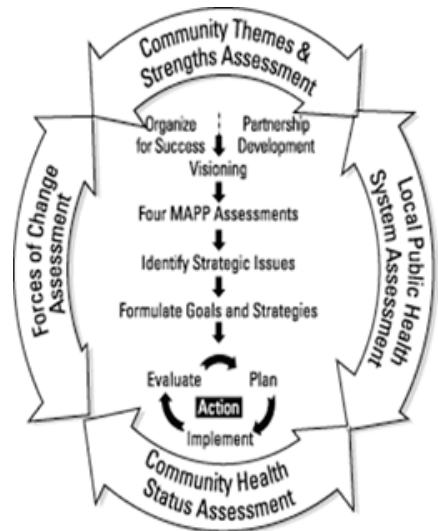 Community Themes &
Strengths Assessment
Organize
for Success
Partnership
Development
Visioning
Four MAPP Assessments
Identify Strategic Issues
Formulate Goals and Strategies
Evaluate
Plan
Action
Implement
Forces of Change
Assessment
Local Public Health
System Assessment
Community Health
Status Assessment